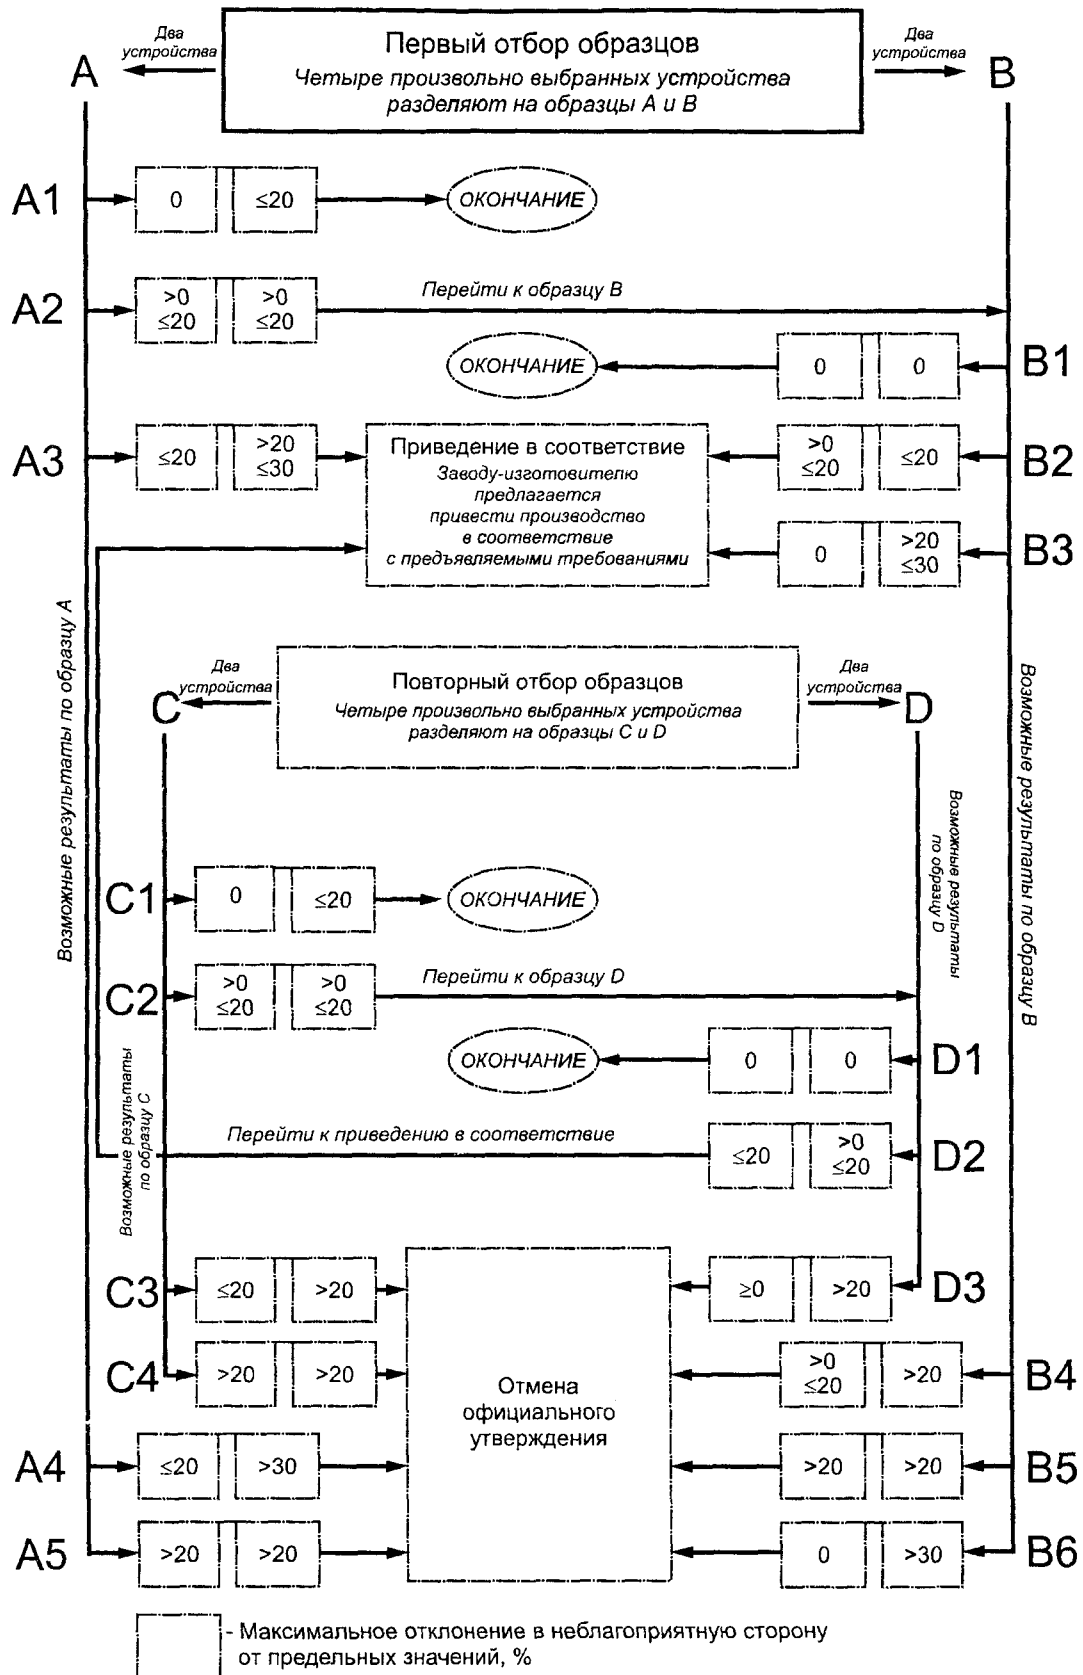 Два
устройства
Первый отбор образцов
Четыре произвольно выбранных устройства
разделяют на образцы А и В
Два
устройства
A
B
A1
0
≤20
ОКОНЧАНИЕ
A2
>0
≤20
>0
≤20
Перейти к образцу В
ОКОНЧАНИЕ
0
0
B1
A3
≤20
>20
≤30
Приведение в соответствие
Заводу-изготовителю
предлагается
привести производство
в соответствие
с предъявляемыми требованиями
>0
≤20
≤20
B2
0
>20
≤30
B3
Возможные результаты по образцу А
Возможные результаты по образцу В
Два
устройства
Повторный отбор образцов
Четыре произвольно выбранных устройства
разделяют на образцы С и D
Два
устройства
C
D
Возможные результаты
по образцу D
C1
0
≤20
ОКОНЧАНИЕ
C2
>0
≤20
>0
≤20
Перейти к образцу D
ОКОНЧАНИЕ
0
0
D1
Возможные результаты
по образцу С
Перейти к приведению в соответствие
≤20
>0
≤20
D2
C3
≤20
>20
≥0
>20
D3
C4
>20
>20
Отмена
официального
утверждения
>0
≤20
>20
B4
A4
≤20
>30
>20
>20
B5
A5
>20
>20
0
>30
B6
- Максимальное отклонение в неблагоприятную сторону
от предельных значений, %